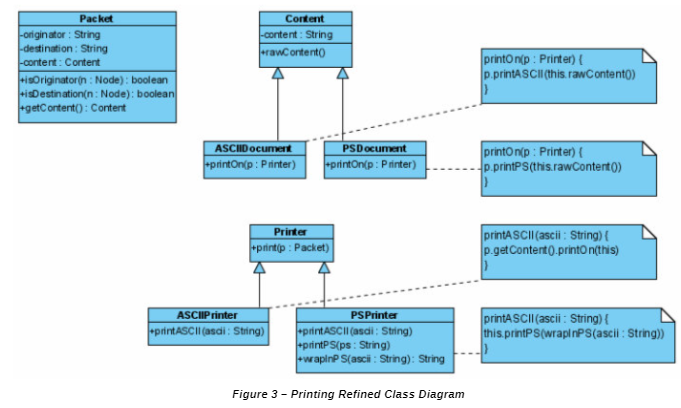 Packet
-originator : String
-destination : String
-content : Content
+isOriginator(n : Node) : boolean
+isDestination(n : Node) : boolean
+getContent() : Content
Content
-content : String
+rawContent()
printOn(p : Printer) {
p.printASCII(this.rawContent())
}
ASCIIDocument
+printOn(p : Printer)
PSDocument
+printOn(p : Printer)
printOn(p : Printer) {
p.printPS(this.rawContent())
}
Printer
+print(p : Packet)
printASCII(ascii : String) {
p.getContent().printOn(this)
}
ASCIIPrinter
+printASCII(ascii : String)
PSPrinter
+printASCII(ascii : String)
+printPS(ps : String)
+wrapInPS(ascii : String) : String
printASCII(ascii : String) {
this.printPS(wrapInPS(ascii : String))
}
Figure 3 – Printing Refined Class Diagram